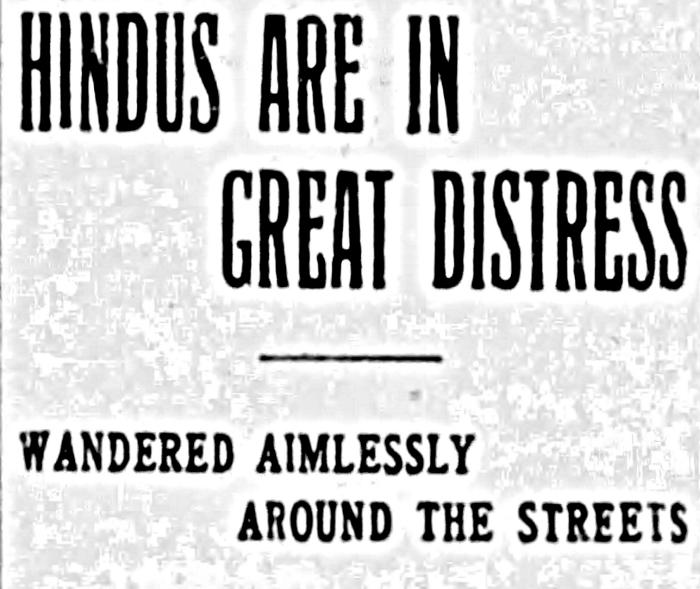 HINDUS ARE IN
GREAT DISTRESS
WANDERED AIMLESSLY
AROUND THE STREETS